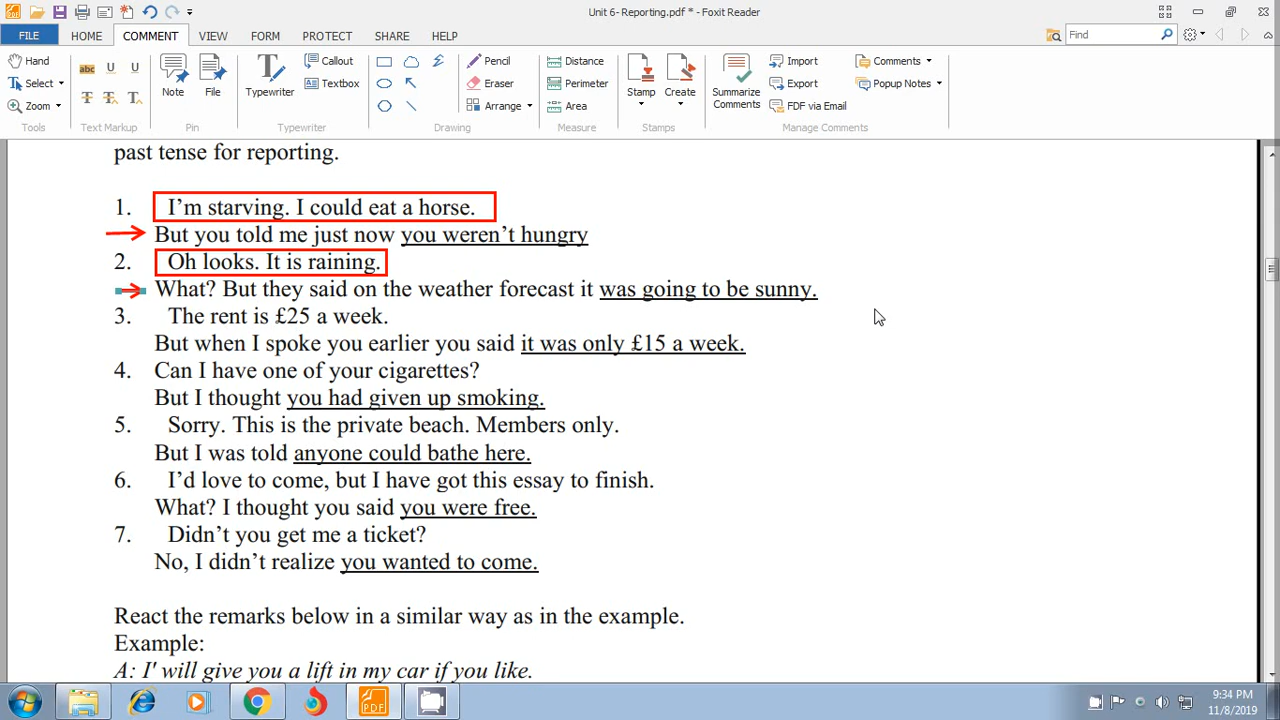 Unit 6- Reporting.pdf * - Foxit Reader
FILE HOME COMMENT VIEW FORM PROTECT SHARE HELP
Find
Hand
Select
Zoom
Tools
abc U U
T T T
Text Markup
Note File
Pin
Typewriter
Callout
Textbox
Typewriter
Pencil
Eraser
Arrange
Drawing
Distance
Perimeter
Area
Measure
Stamp Create
Stamps
Summarize Comments
Import
Export
FDF via Email
Comments
Popup Notes
Manage Comments
past tense for reporting.
1. I'm starving. I could eat a horse.
But you told me just now you weren't hungry
2. Oh looks. It is raining.
What? But they said on the weather forecast it was going to be sunny.
3. The rent is £25 a week.
But when I spoke you earlier you said it was only £15 a week.
4. Can I have one of your cigarettes?
But I thought you had given up smoking.
5. Sorry. This is the private beach. Members only.
But I was told anyone could bathe here.
6. I'd love to come, but I have got this essay to finish.
What? I thought you said you were free.
7. Didn't you get me a ticket?
No, I didn't realize you wanted to come.
React the remarks below in a similar way as in the example.
Example:
A: I' will give you a lift in my car if you like.
PDF
9:34 PM
11/8/2019